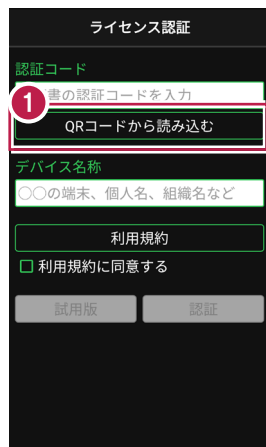 ライセンス認証
認証コード
書の認証コードを入力
1
QRコードから読み込む
デバイス名称
○○の端末、個人名、組織名など
利用規約
利用規約に同意する
試用版
認証